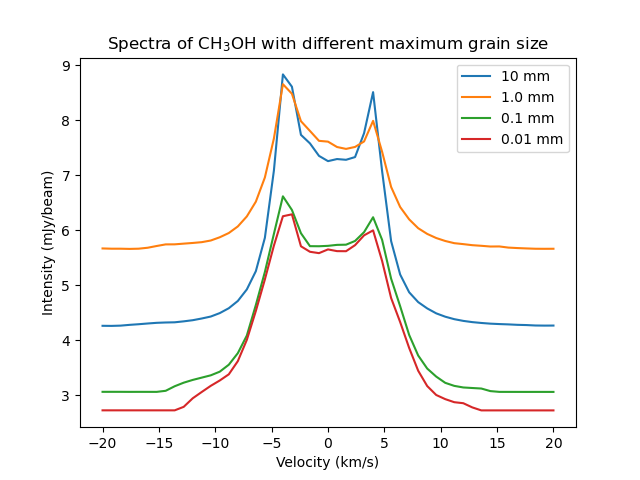 Spectra of CH₃OH with different maximum grain size
10 mm
1.0 mm
0.1 mm
0.01 mm
Intensity (mJy/beam)
9
8
7
6
5
4
3
−20 −15 −10 −5 0 5 10 15 20
Velocity (km/s)